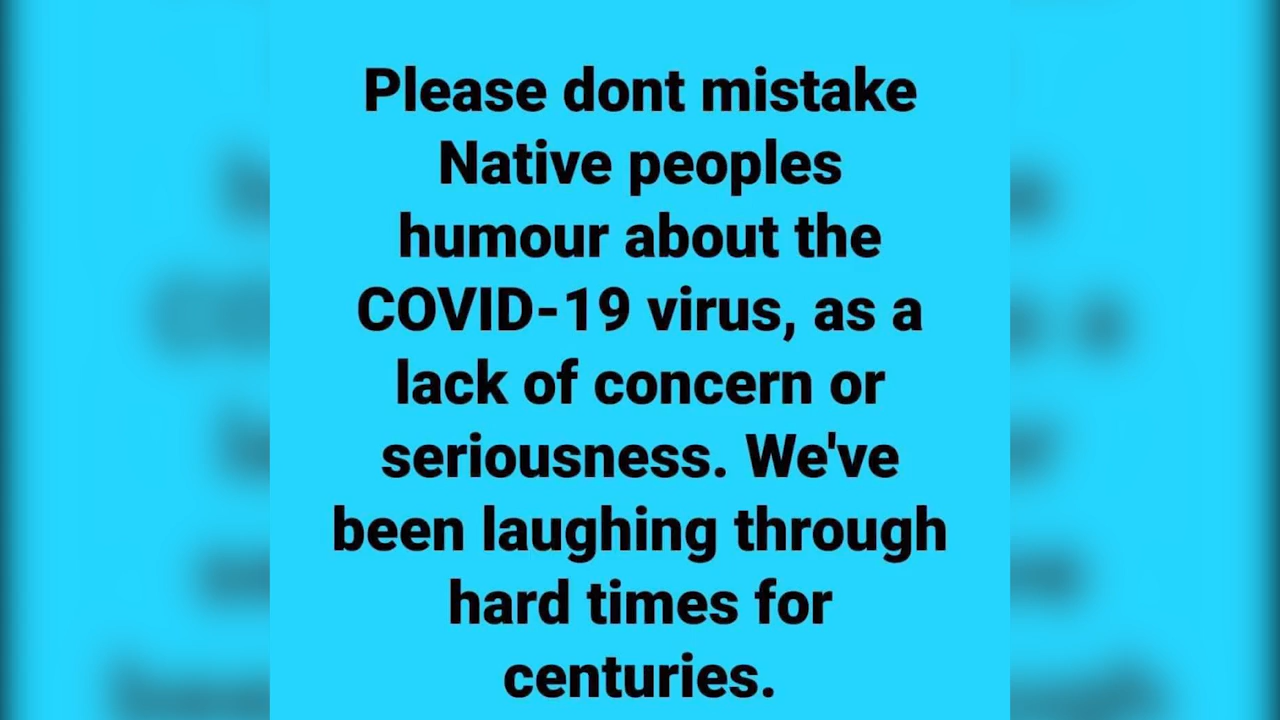 Please dont mistake
Native peoples
humour about the
COVID-19 virus, as a
lack of concern or
seriousness. We've
been laughing through
hard times for
centuries.